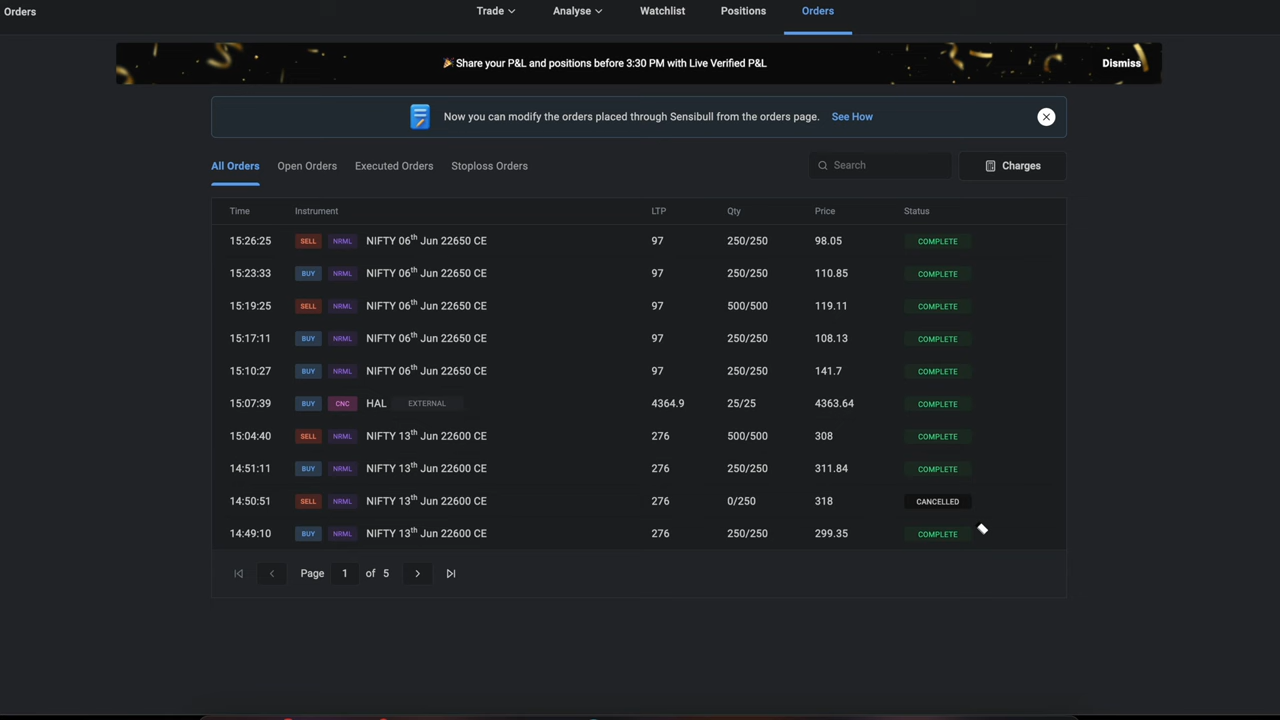 Orders Trade Analyse Watchlist Positions Orders
🎉Share your P&L and positions before 3:30 PM with Live Verified P&L Dismiss
Now you can modify the orders placed through Sensibull from the orders page. See How
All Orders Open Orders Executed Orders Stoploss Orders Search Charges
Time Instrument LTP Qty Price Status
15:26:25 SELL NRML NIFTY 06th Jun 22650 CE 97 250/250 98.05 COMPLETE
15:23:33 BUY NRML NIFTY 06th Jun 22650 CE 97 250/250 110.85 COMPLETE
15:19:25 SELL NRML NIFTY 06th Jun 22650 CE 97 500/500 119.11 COMPLETE
15:17:11 BUY NRML NIFTY 06th Jun 22650 CE 97 250/250 108.13 COMPLETE
15:10:27 BUY NRML NIFTY 06th Jun 22650 CE 97 250/250 141.7 COMPLETE
15:07:39 BUY CNC HAL EXTERNAL 4364.9 25/25 4363.64 COMPLETE
15:04:40 SELL NRML NIFTY 13th Jun 22600 CE 276 500/500 308 COMPLETE
14:51:11 BUY NRML NIFTY 13th Jun 22600 CE 276 250/250 311.84 COMPLETE
14:50:51 SELL NRML NIFTY 13th Jun 22600 CE 276 0/250 318 CANCELLED
14:49:10 BUY NRML NIFTY 13th Jun 22600 CE 276 250/250 299.35 COMPLETE
Page 1 of 5